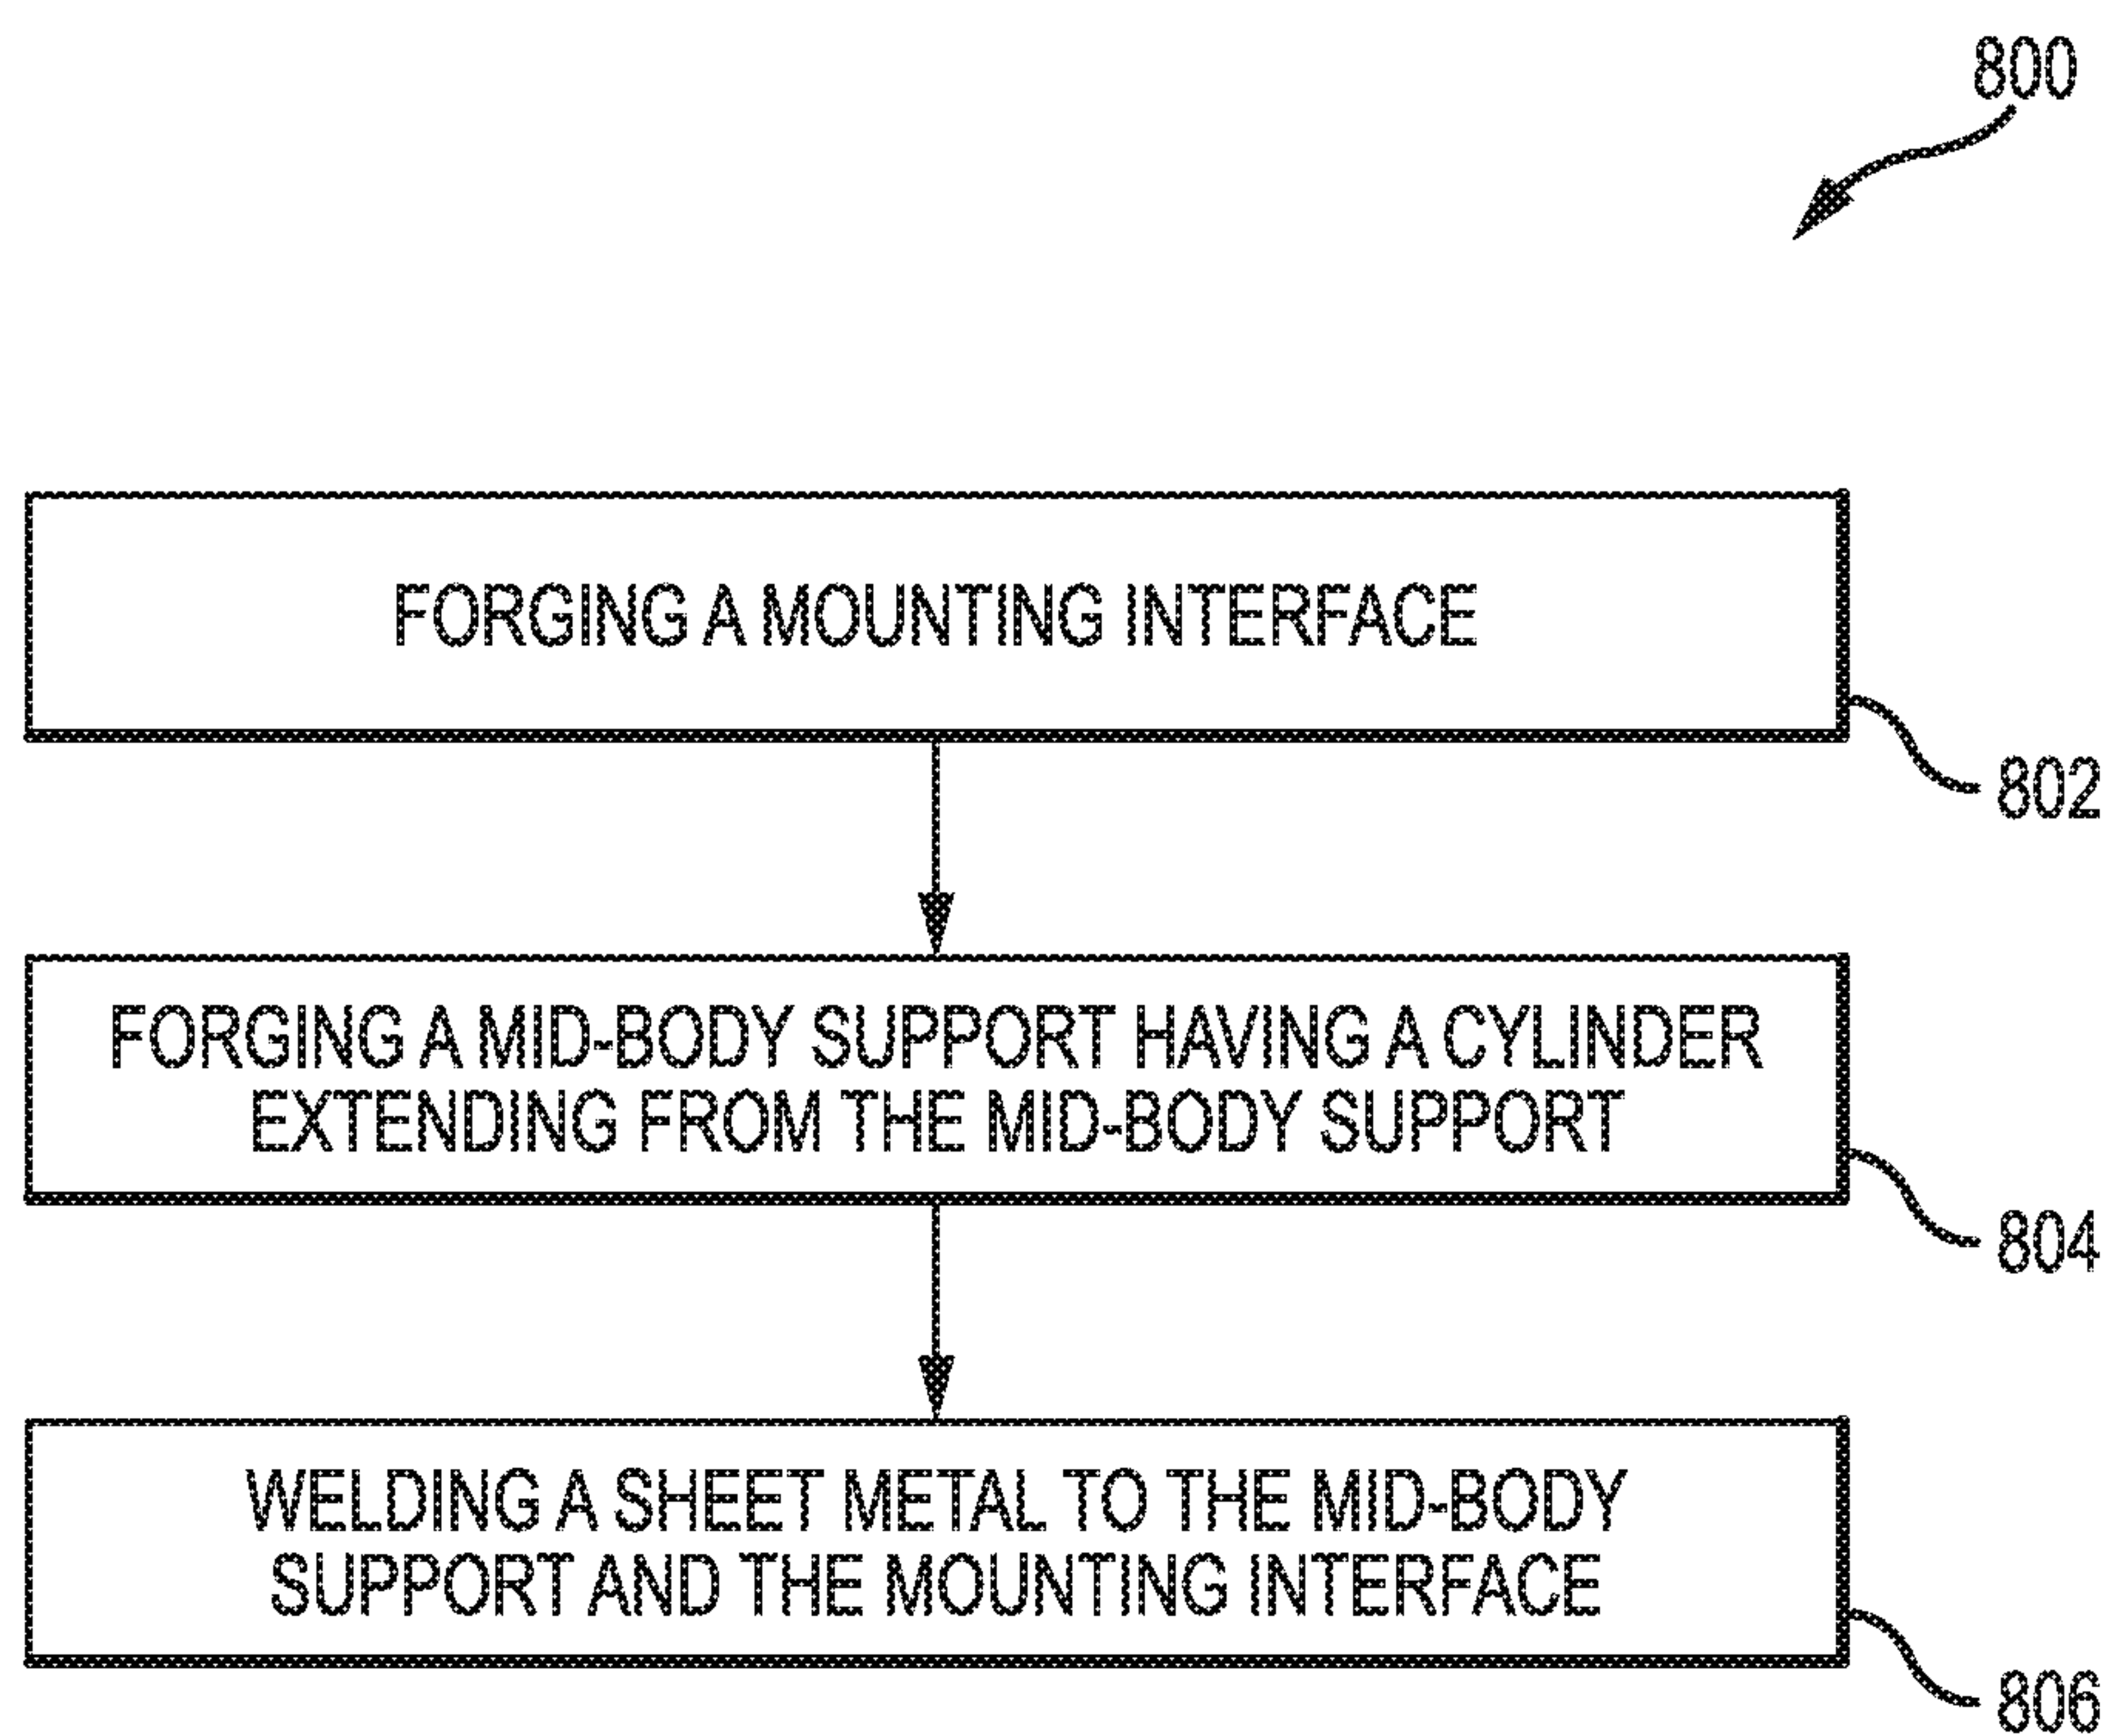 800
FORGING A MOUNTING INTERFACE
802
FORGING A MID-BODY SUPPORT HAVING A CYLINDER
EXTENDING FROM THE MID-BODY SUPPORT
804
WELDING A SHEET METAL TO THE MID-BODY
SUPPORT AND THE MOUNTING INTERFACE
806